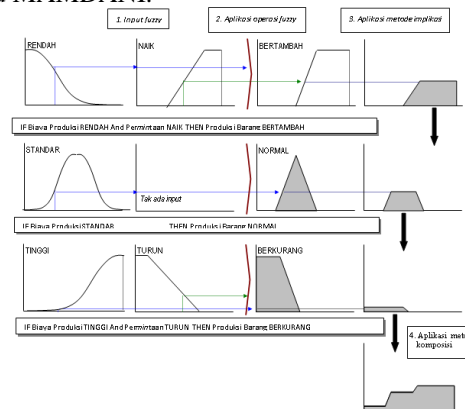 MAMDANI.
1. Input fuzzy
2. Aplikasi operasi fuzzy
3. Aplikasi metode implikasi
RENDAH
NAIK
BERTAMBAH
IF Biaya Produksi RENDAH And Permintaan NAIK THEN Produksi Barang BERTAMBAH
STANDAR
NORMAL
Tak ada input
IF Biaya Produksi STANDAR THEN Produksi Barang NORMAL
TINGGI
TURUN
BERKURANG
IF Biaya Produksi TINGGI And Permintaan TURUN THEN Produksi Barang BERKURANG
4. Aplikasi
komposisi